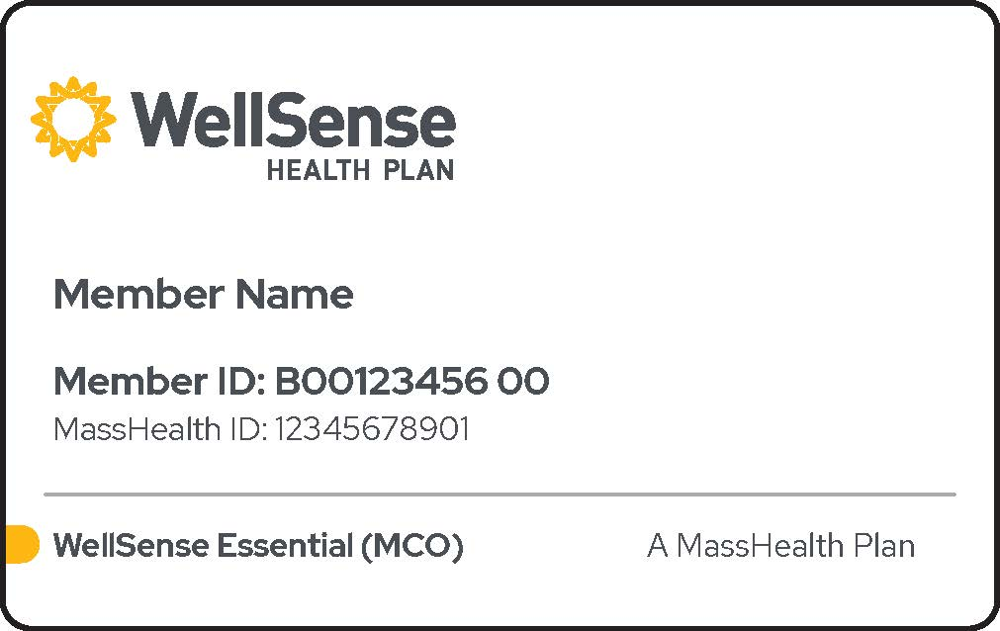 WellSense
HEALTH PLAN
Member Name
Member ID: B00123456 00
MassHealth ID: 12345678901
WellSense Essential (MCO) A MassHealth Plan